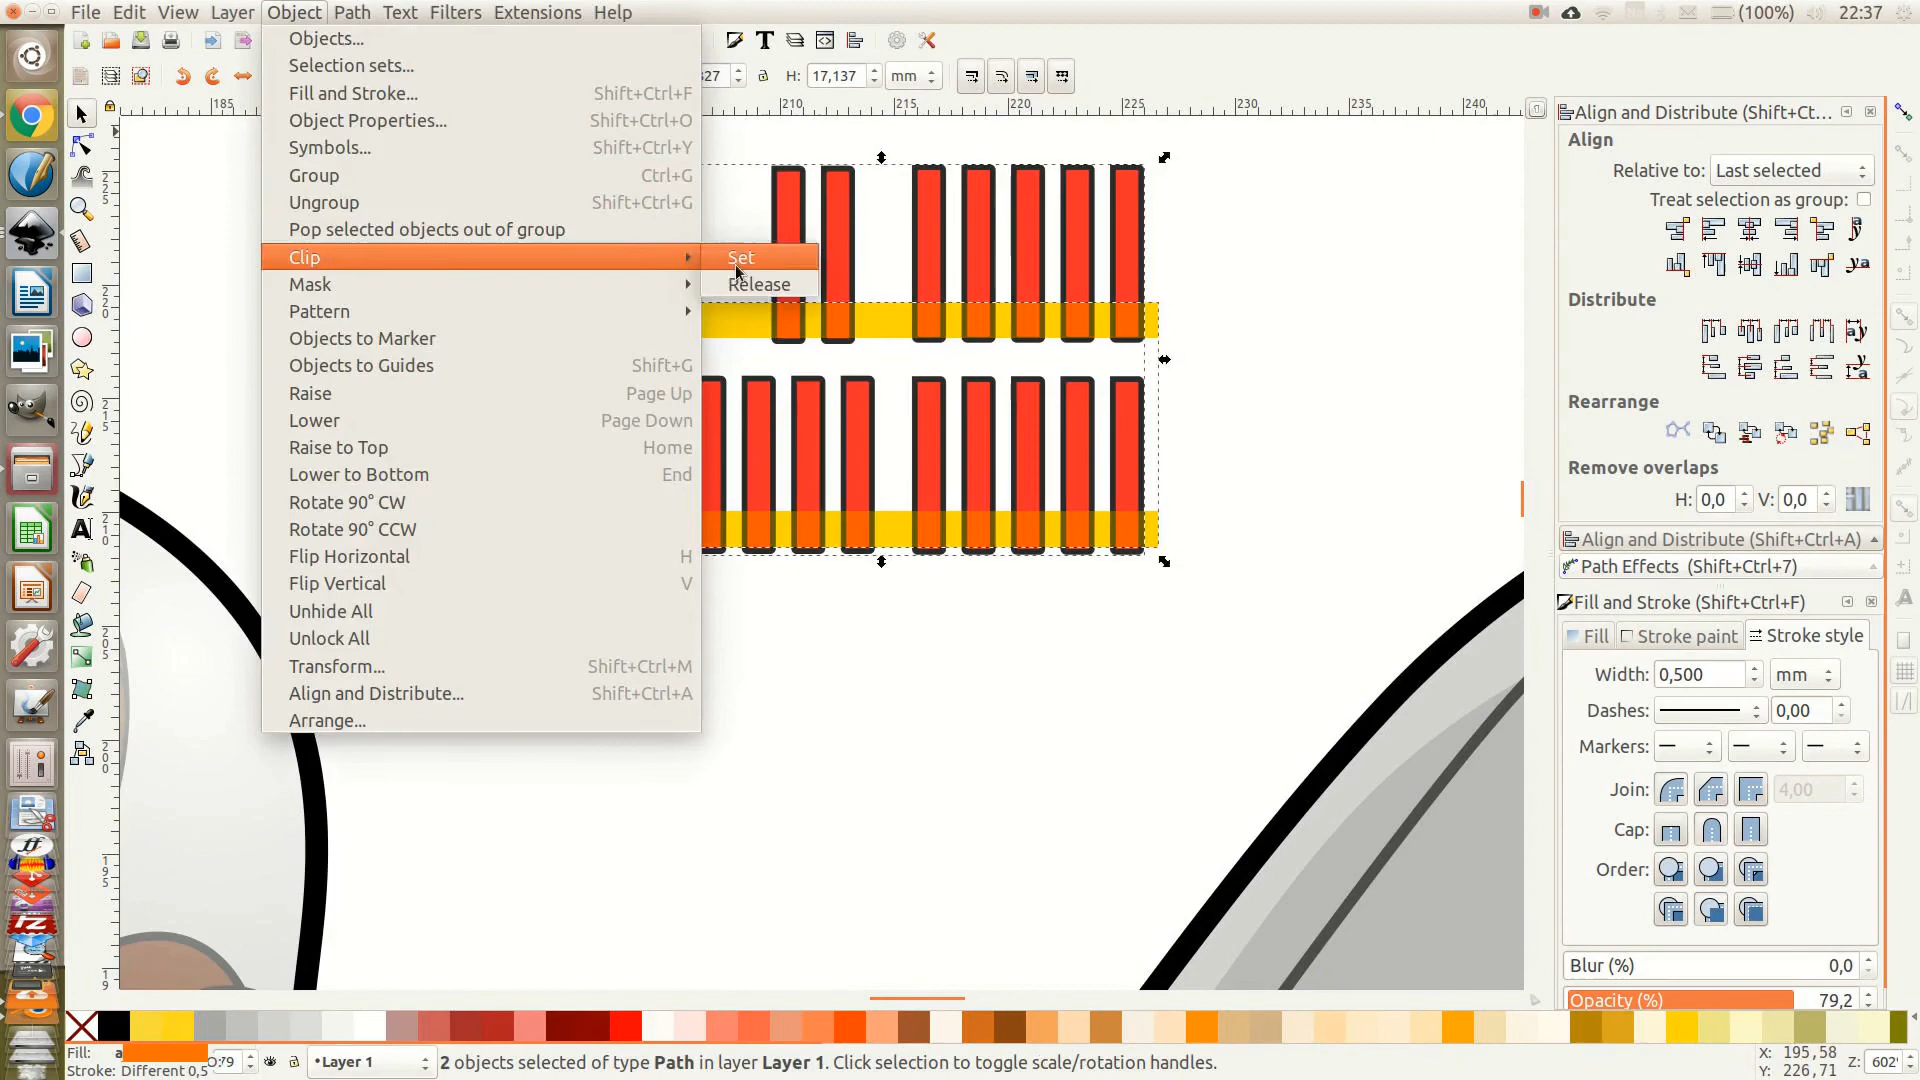 File Edit View Layer Object Path Text Filters Extensions Help
(100%) 22:37
Objects...
Selection sets...
Fill and Stroke... Shift+Ctrl+F
Object Properties... Shift+Ctrl+O
Symbols... Shift+Ctrl+Y
Group Ctrl+G
Ungroup Shift+Ctrl+G
Pop selected objects out of group
Clip
Mask
Pattern
Objects to Marker
Objects to Guides Shift+G
Raise Page Up
Lower Page Down
Raise to Top Home
Lower to Bottom End
Rotate 90° CW
Rotate 90° CCW
Flip Horizontal H
Flip Vertical V
Unhide All
Unlock All
Transform... Shift+Ctrl+M
Align and Distribute... Shift+Ctrl+A
Arrange...
Set
Release
327 H: 17,137 mm
185 210 215 220 225 230 235 240
Align and Distribute (Shift+Ct...
Align
Relative to: Last selected
Treat selection as group:
Distribute
Rearrange
Remove overlaps
H: 0,0 V: 0,0
Align and Distribute (Shift+Ctrl+A)
Path Effects (Shift+Ctrl+7)
Fill and Stroke (Shift+Ctrl+F)
Fill Stroke paint Stroke style
Width: 0,500 mm
Dashes: 0,00
Markers:
Join: 4,00
Cap:
Order:
Blur (%) 0,0
Opacity (%) 79,2
Fill: a O:79
Stroke: Different 0,5
•Layer 1
2 objects selected of type Path in layer Layer 1. Click selection to toggle scale/rotation handles.
X: 195,58
Y: 226,71
Z: 602